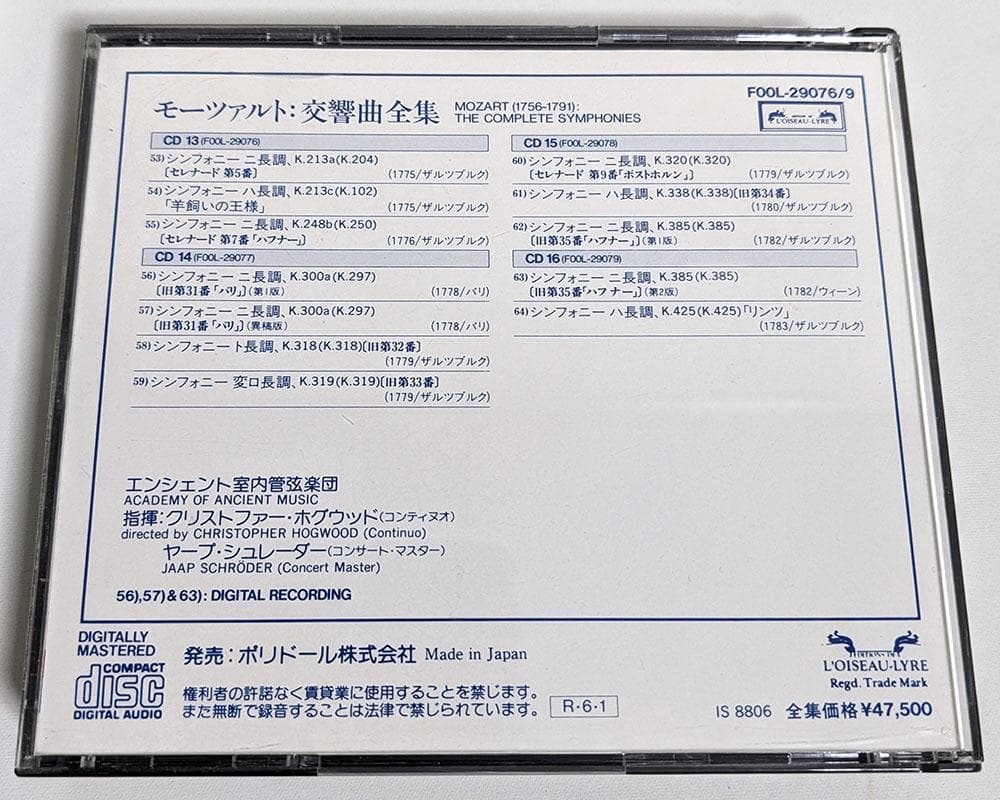 FOOL-29076/9
モーツァルト：交響曲全集
MOZART (1756-1791):
THE COMPLETE SYMPHONIES
L'OISEAU-LYRE
CD 13 (FOOL-29076)
53) シンフォニー ニ長調、K.213a(K.204)
〔セレナード 第5番〕 (1775/ザルツブルク)
54) シンフォニー ハ長調、K.213c(K.102)
「羊飼いの王様」 (1775/ザルツブルク)
55) シンフォニー ニ長調、K.248b(K.250)
〔セレナード 第7番「ハフナー」〕 (1776/ザルツブルク)
CD 14 (FOOL-29077)
56) シンフォニー ニ長調、K.300a(K.297)
〔旧第31番「パリ」〕(第1版) (1778/パリ)
57) シンフォニー ニ長調、K.300a(K.297)
〔旧第31番「パリ」〕(異稿版) (1778/パリ)
58) シンフォニー ト長調、K.318(K.318)〔旧第32番〕
(1779/ザルツブルク)
59) シンフォニー 変ロ長調、K.319(K.319)〔旧第33番〕
(1779/ザルツブルク)
CD 15 (FOOL-29078)
60) シンフォニー ニ長調、K.320(K.320)
〔セレナード 第9番「ポストホルン」〕 (1779/ザルツブルク)
61) シンフォニー ハ長調、K.338(K.338)〔旧第34番〕
(1780/ザルツブルク)
62) シンフォニー ニ長調、K.385(K.385)
〔旧第35番「ハフナー」〕(第1版) (1782/ザルツブルク)
CD 16 (FOOL-29079)
63) シンフォニー ニ長調、K.385(K.385)
〔旧第35番「ハフナー」〕(第2版) (1782/ウィーン)
64) シンフォニー ハ長調、K.425(K.425)「リンツ」
(1783/ザルツブルク)
エンシェント室内管弦楽団
ACADEMY OF ANCIENT MUSIC
指揮：クリストファー・ホグウッド(コンティヌオ)
directed by CHRISTOPHER HOGWOOD (Continuo)
ヤープ・シュレーダー(コンサート・マスター)
JAAP SCHRÖDER (Concert Master)
56),57)&63): DIGITAL RECORDING
DIGITALLY
MASTERED
COMPACT
disc
DIGITAL AUDIO
発売：ポリドール株式会社 Made in Japan
権利者の許諾なく賃貸業に使用することを禁じます。
また無断で録音することは法律で禁じられています。
R・6・1
EDITIONS DE
L'OISEAU-LYRE
Regd. Trade Mark
IS 8806 全集価格¥47,500